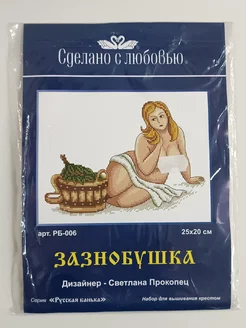 Сделано с любовью
арт. РБ-006
25х20 см
ЗАЗНОБУШКА
Дизайнер - Светлана Прокопец
Серия «Русская банька»
Набор для вышивания крестом